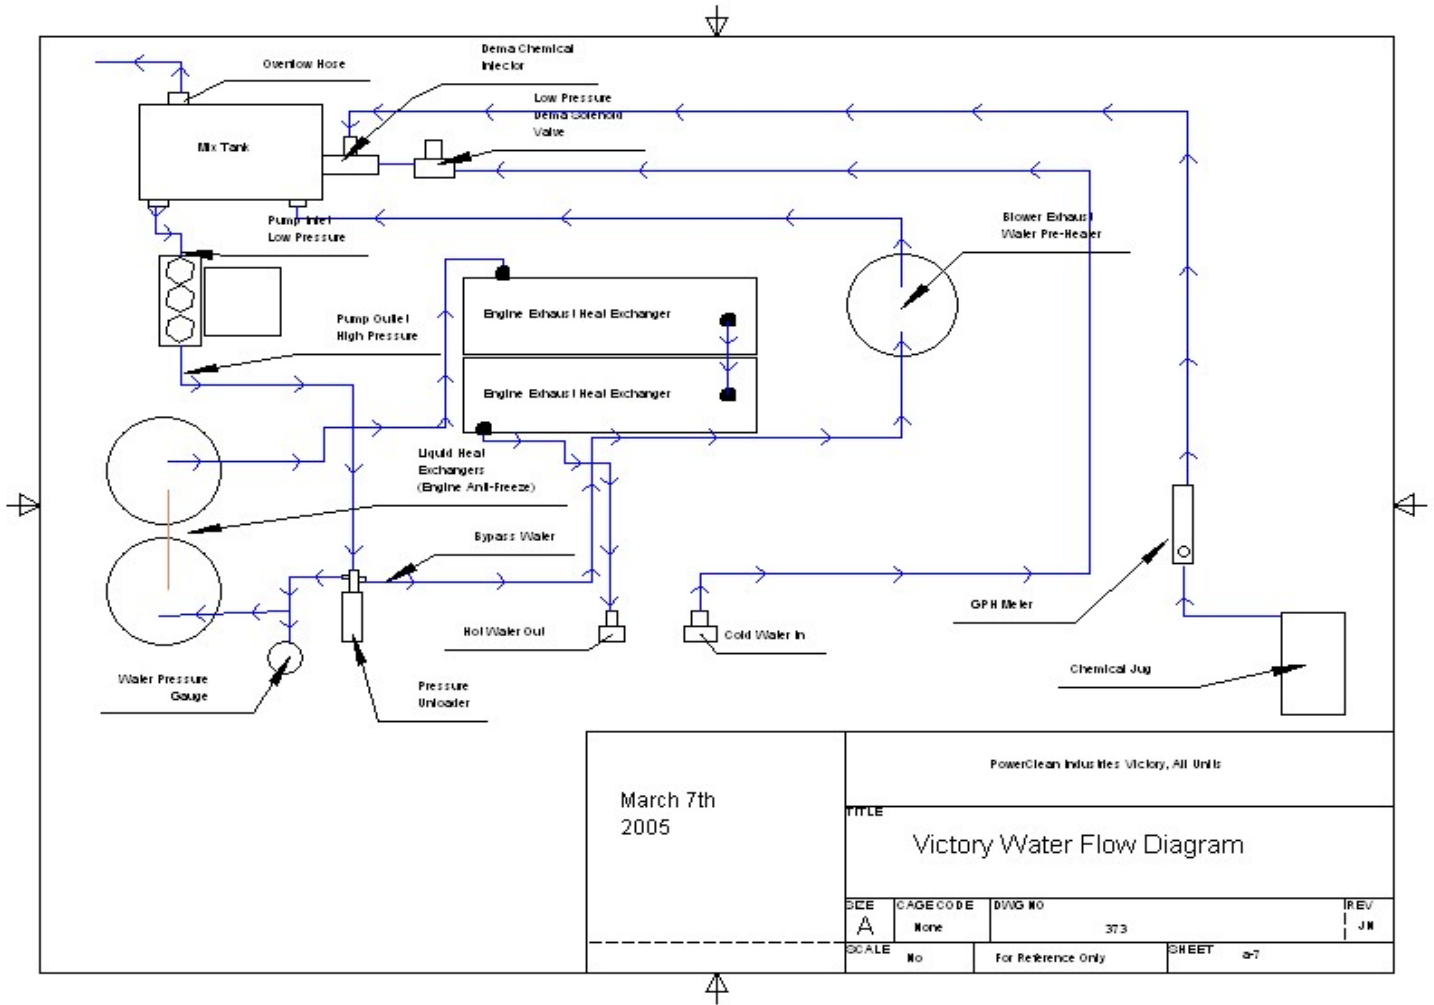 Dema Chemical
Injector
Overlow Hose
Low Pressure
Dema Solenoid
Valve
Mix Tank
Pump Inlet
Low Pressure
Blower Exhaust
Water Pre-Heater
Pump Outlet
High Pressure
Engine Exhaust Heat Exchanger
Engine Exhaust Heat Exchanger
Liquid Heat
Exchangers
(Engine Anti-Freeze)
Bypass Water
Hot Water Out
Cold Water In
GPH Meter
Chemical Jug
Water Pressure
Gauge
Pressure
Unloader
March 7th
2005
PowerClean Industries Victory, All Units
TITLE
Victory Water Flow Diagram
SIZE
A
CAGE CODE
None
DWG NO
373
REV
JN
SCALE
No
For Reference Only
SHEET
a-7